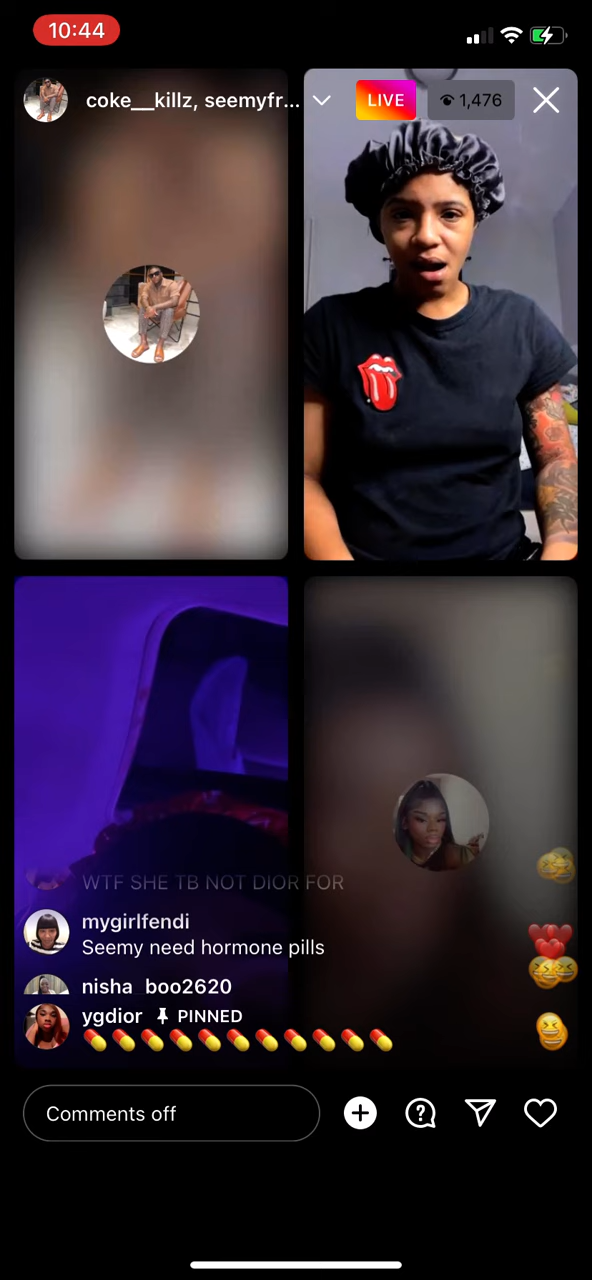 10:44
coke__killz, seemyfr...
LIVE
1,476
WTF SHE TB NOT DIOR FOR
mygirlfendi
Seemy need hormone pills
nisha_boo2620
ygdior PINNED
💊💊💊💊💊💊💊💊💊💊💊
Comments off